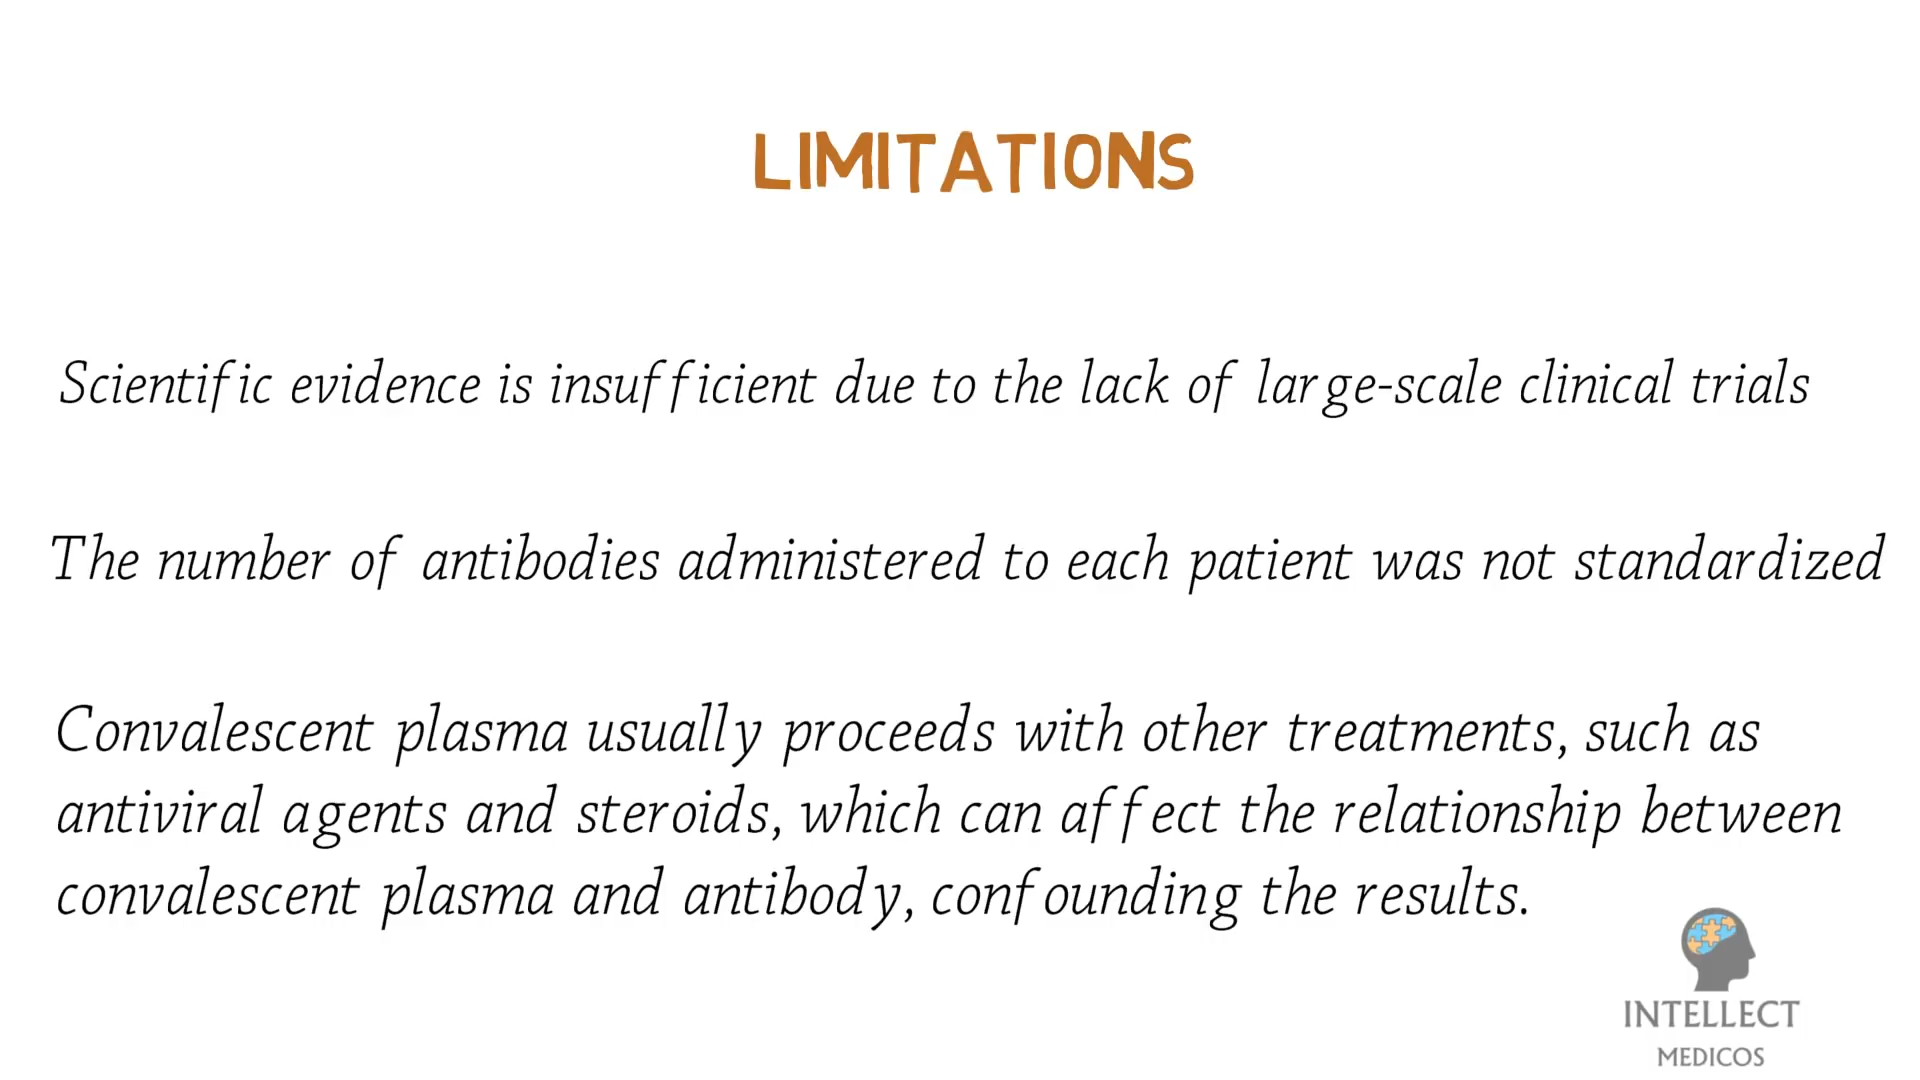 LIMITATIONS
Scientific evidence is insufficient due to the lack of large-scale clinical trials
The number of antibodies administered to each patient was not standardized
Convalescent plasma usually proceeds with other treatments, such as
antiviral agents and steroids, which can affect the relationship between
convalescent plasma and antibody, confounding the results.
INTELLECT
MEDICOS